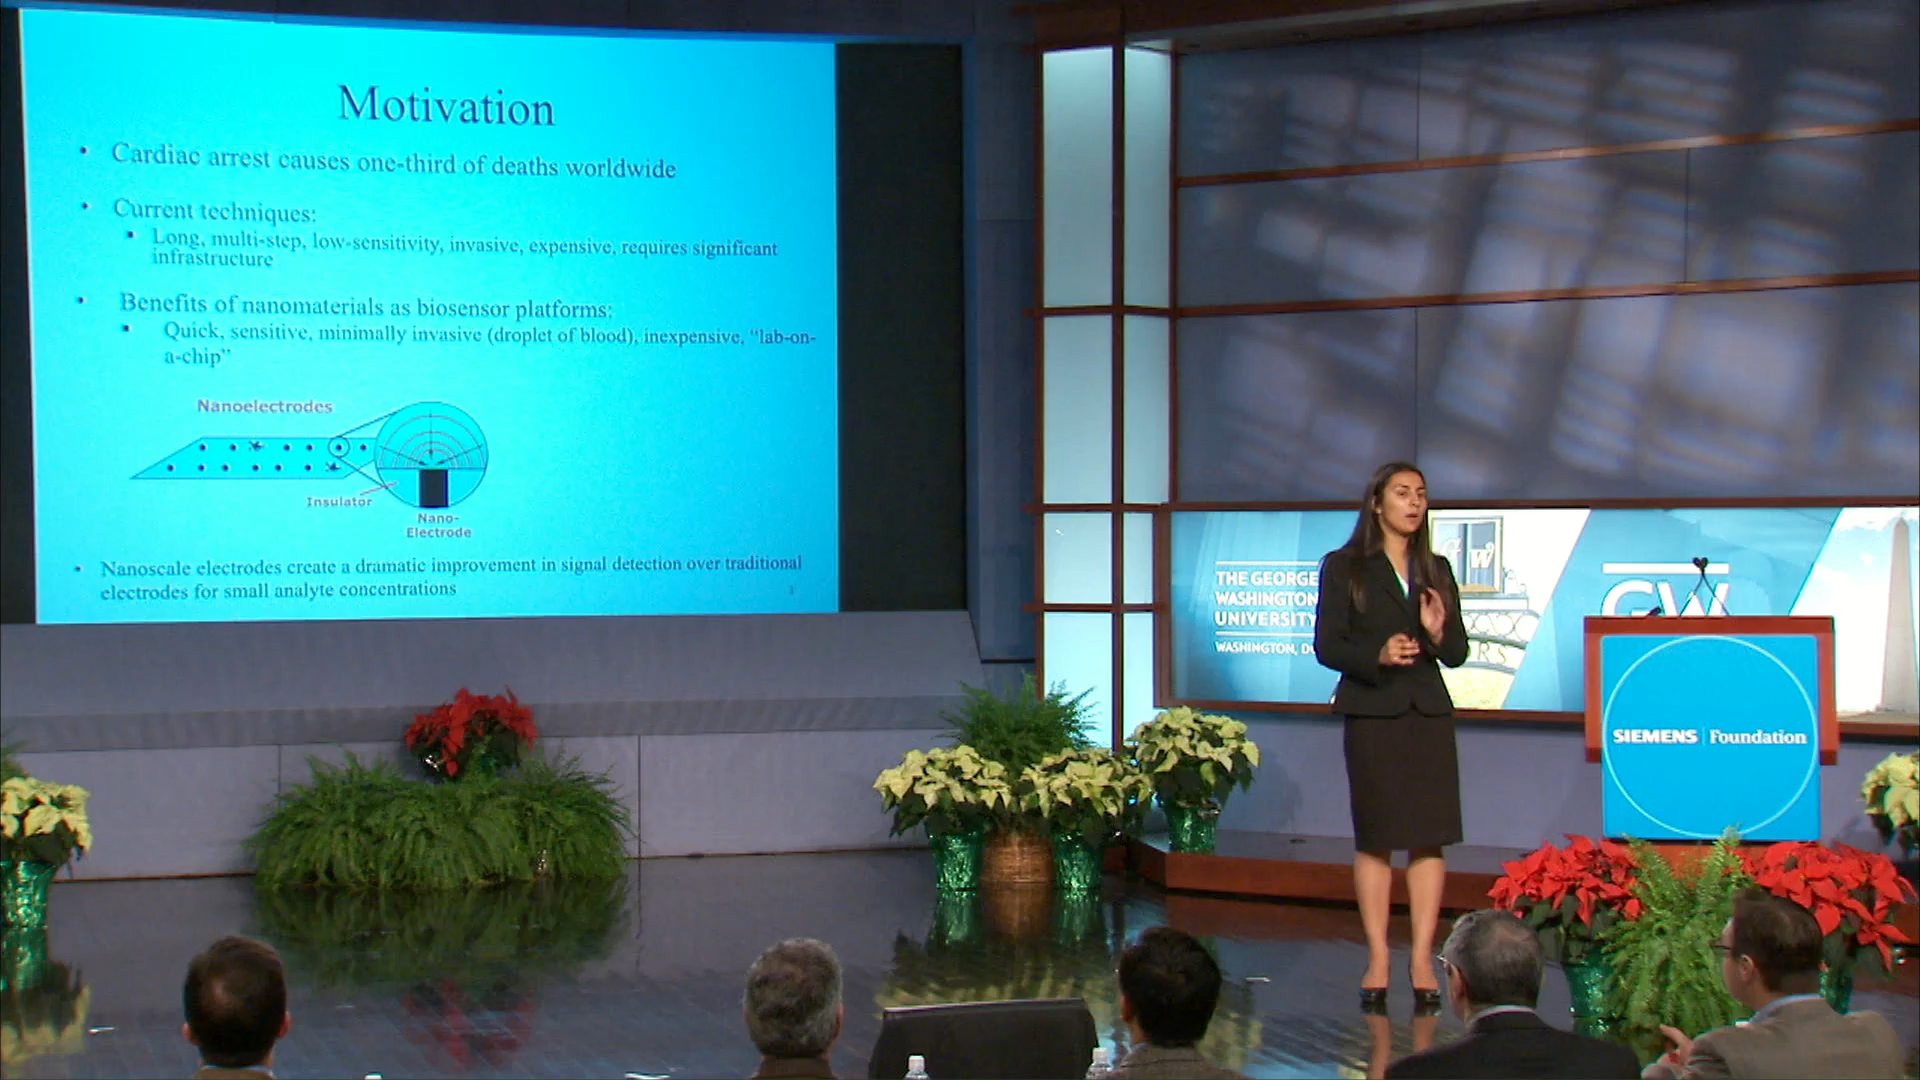 Motivation
• Cardiac arrest causes one-third of deaths worldwide
• Current techniques:
▪ Long, multi-step, low-sensitivity, invasive, expensive, requires significant
infrastructure
• Benefits of nanomaterials as biosensor platforms:
▪ Quick, sensitive, minimally invasive (droplet of blood), inexpensive, “lab-on-
a-chip”
Nanoelectrodes
Insulator
Nano-
Electrode
• Nanoscale electrodes create a dramatic improvement in signal detection over traditional
electrodes for small analyte concentrations
THE GEORGE
WASHINGTON
UNIVERSITY
WASHINGTON,
GW
GW
SIEMENS | Foundation